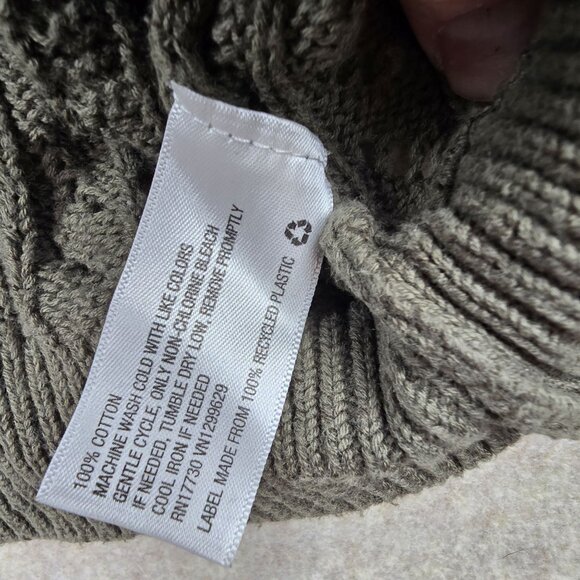 100% COTTON
MACHINE WASH COLD WITH LIKE COLORS
GENTLE CYCLE, ONLY NON-CHLORINE BLEACH
IF NEEDED, TUMBLE DRY LOW, REMOVE PROMPTLY
COOL IRON IF NEEDED
RN17730 VN1299629
LABEL MADE FROM 100% RECYCLED PLASTIC